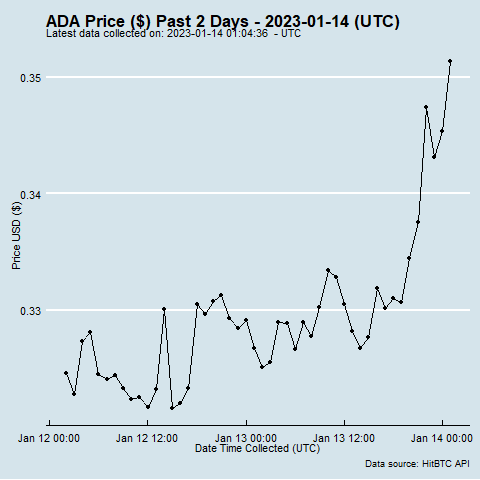 ADA Price ($) Past 2 Days - 2023-01-14 (UTC)
Latest data collected on: 2023-01-14 01:04:36  - UTC
0.35
0.34
0.33
Price USD ($)
Jan 12 00:00
Jan 12 12:00
Jan 13 00:00
Jan 13 12:00
Jan 14 00:00
Date Time Collected (UTC)
Data source: HitBTC API